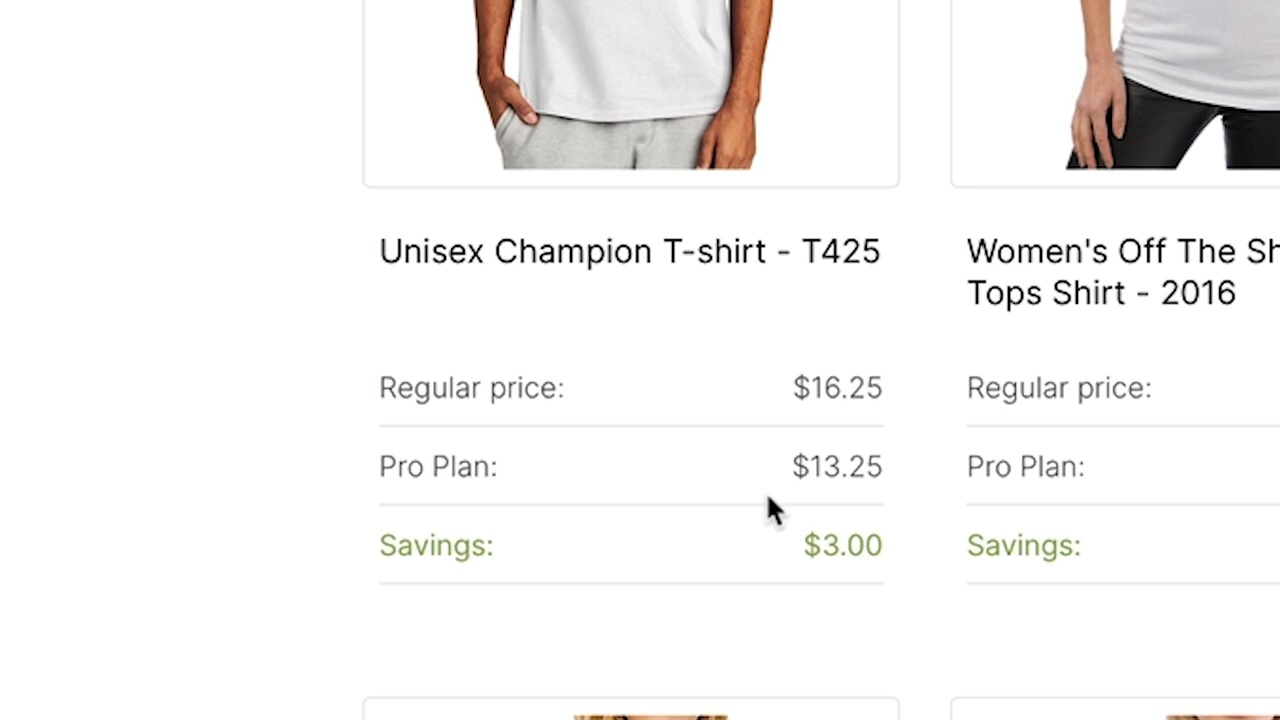 Unisex Champion T-shirt - T425
Regular price: $16.25
Pro Plan: $13.25
Savings: $3.00
Women's Off The
Tops Shirt - 2016
Regular price:
Pro Plan:
Savings: